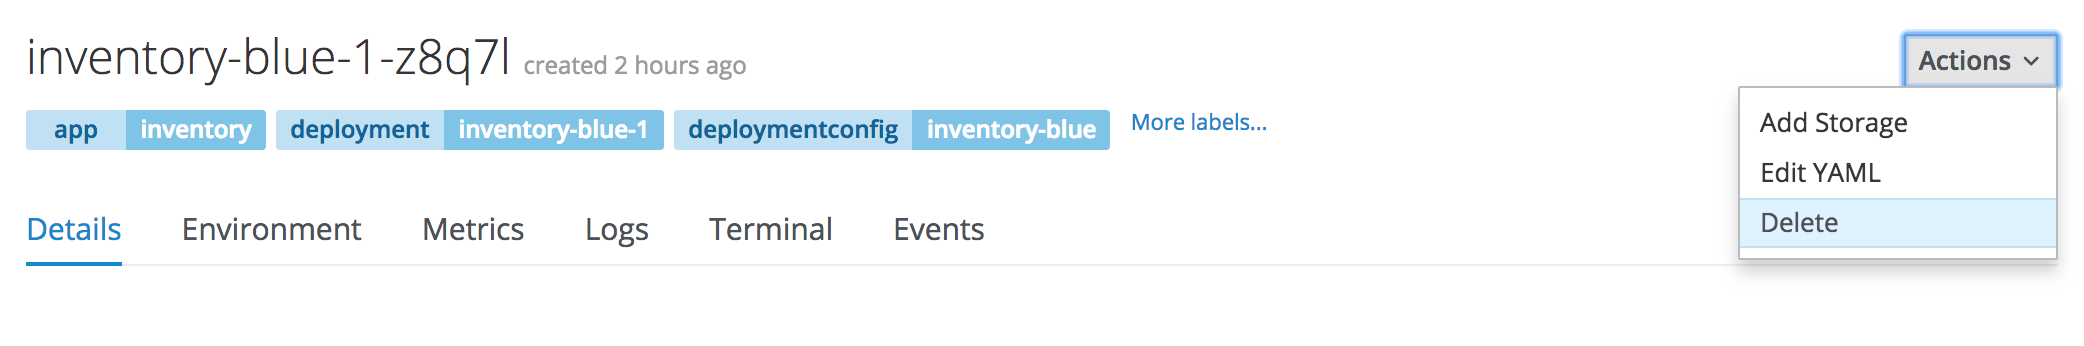 inventory-blue-1-z8q7l created 2 hours ago
Actions
app inventory deployment inventory-blue-1 deploymentconfig inventory-blue More labels...
Add Storage
Edit YAML
Delete
Details Environment Metrics Logs Terminal Events